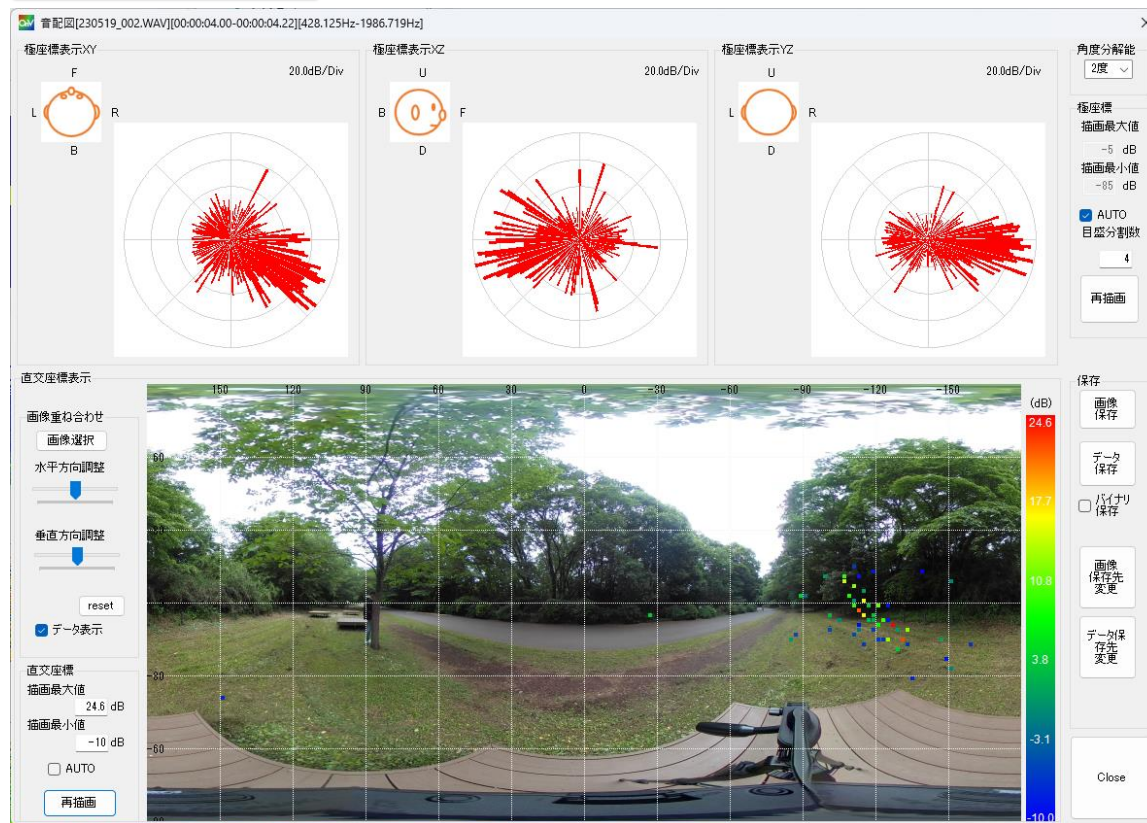 音配図[230519_002.WAV][00:00:04.00-00:00:04.22][428.125Hz-1986.719Hz]
極座標表示XY
F
L
R
B
20.0dB/Div
極座標表示XZ
U
B
F
D
20.0dB/Div
極座標表示YZ
U
L
R
D
20.0dB/Div
角度分解能
2度
極座標
描画最大値
-5 dB
描画最小値
-85 dB
AUTO
目盛分割数
4
再描画
直交座標表示
画像重ね合わせ
画像選択
水平方向調整
垂直方向調整
reset
データ表示
直交座標
描画最大値
24.6 dB
描画最小値
-10 dB
AUTO
再描画
150 120 90 60 30 0 -30 -60 -90 -120 -150
60
-30
-60
(dB)
24.6
17.7
10.8
3.8
-3.1
-10.0
保存
画像
保存
データ
保存
バイナリ
保存
画像
保存先
変更
データ保
存先
変更
Close